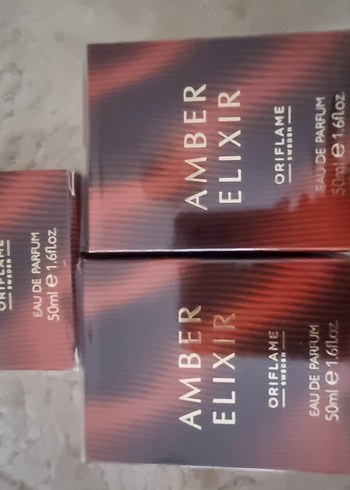 AMBER
ELIXIR
ORIFLAME
SWEDEN
EAU DE PARFUM
50ml e 1.6fl.oz
AMBER
ELIXIR
ORIFLAME
SWEDEN
EAU DE PARFUM
50ml e 1.6fl.oz
ORIFLAME
SWEDEN
EAU DE PARFUM
50ml e 1.6fl.oz